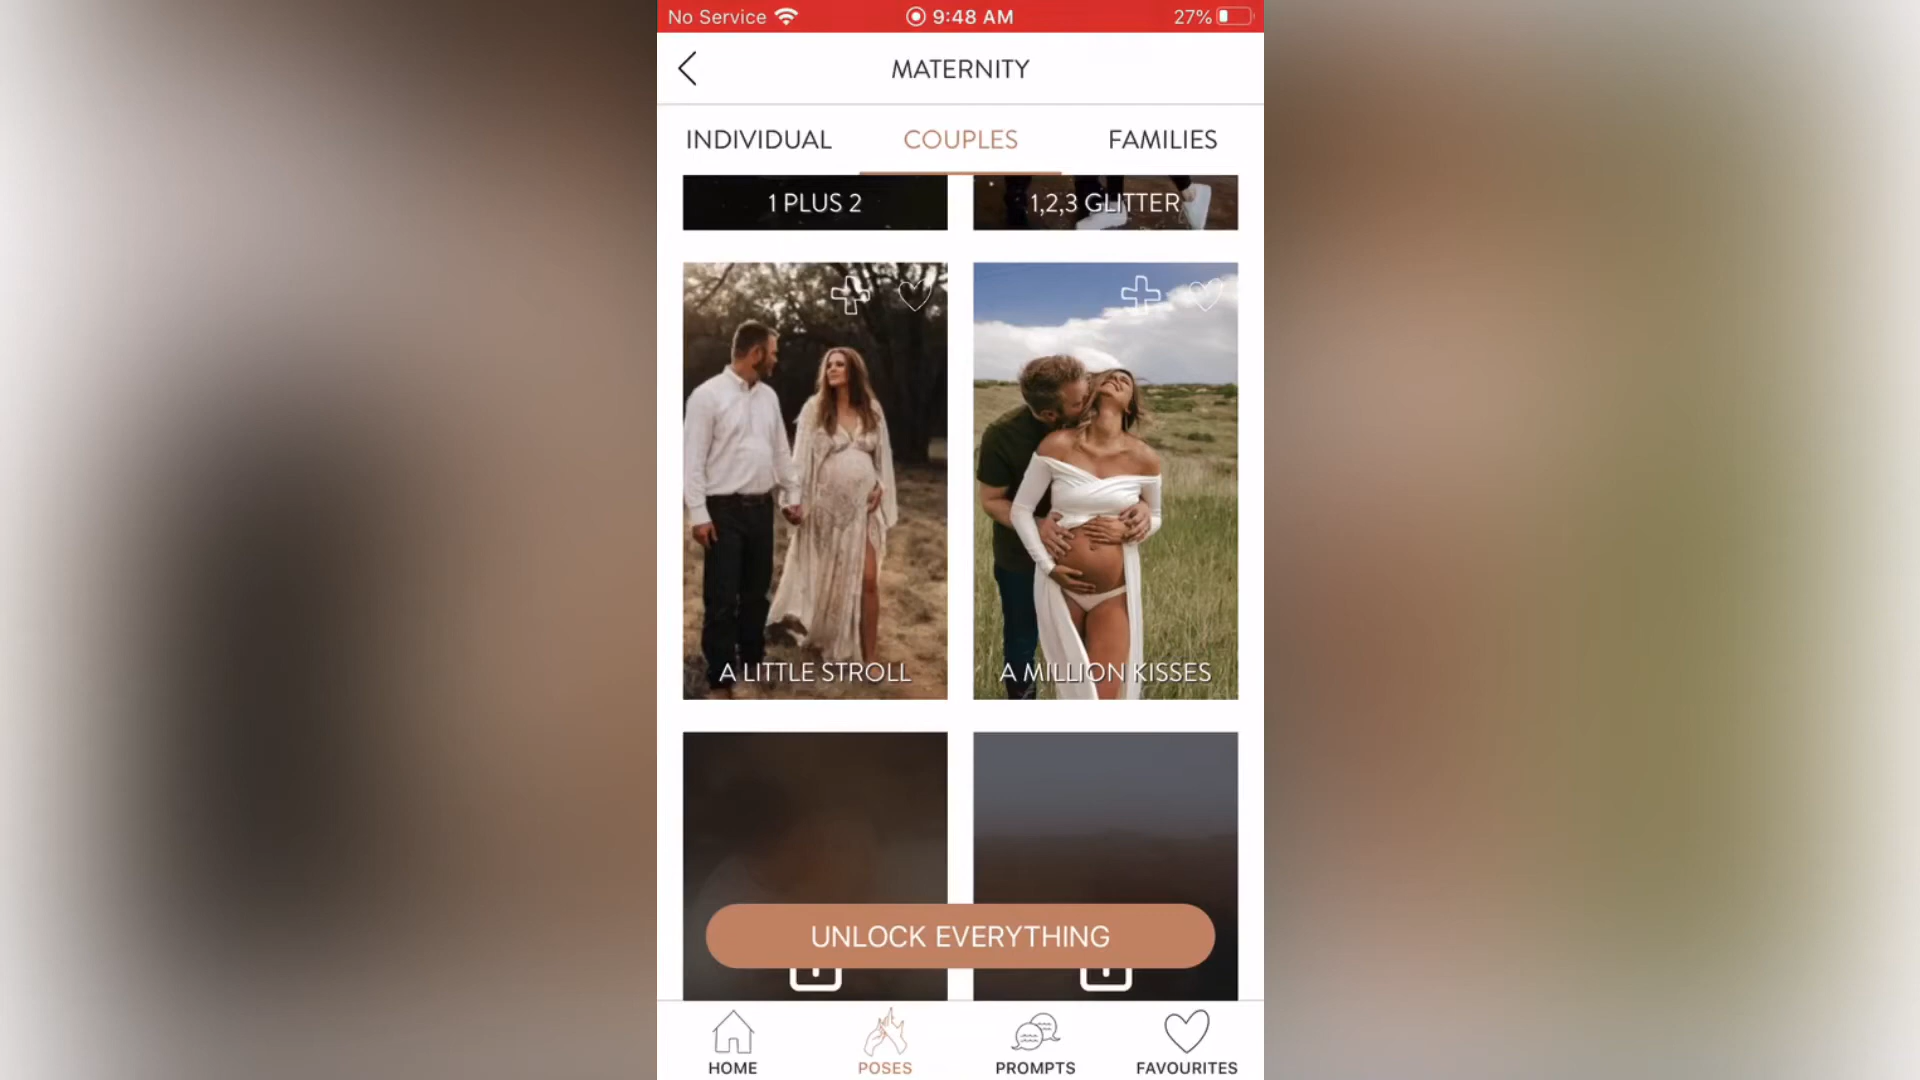 No Service 9:48 AM 27%
MATERNITY
INDIVIDUAL COUPLES FAMILIES
1 PLUS 2 1,2,3 GLITTER
A LITTLE STROLL A MILLION KISSES
UNLOCK EVERYTHING
HOME POSES PROMPTS FAVOURITES